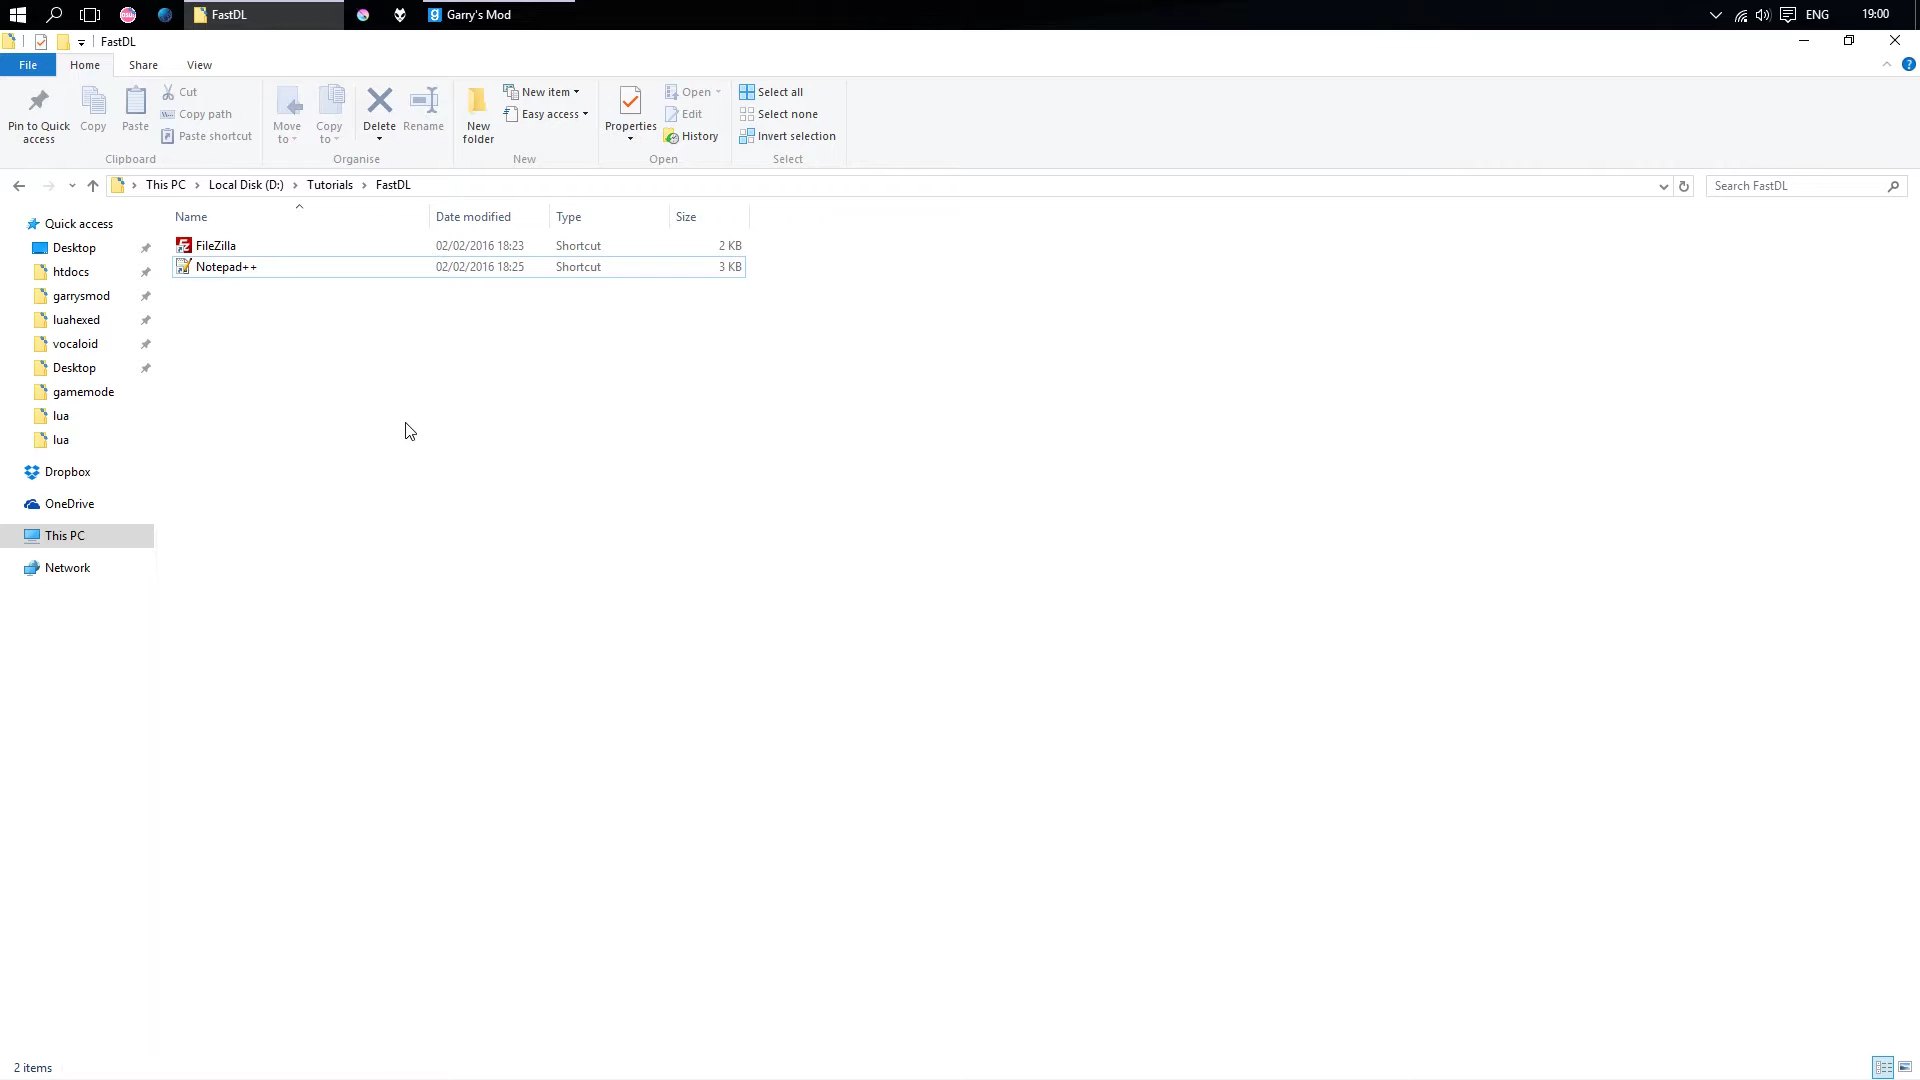 FastDL
Garry's Mod
ENG
19:00
FastDL
File
Home
Share
View
Pin to Quick access
Copy
Paste
Cut
Copy path
Paste shortcut
Clipboard
Move to
Copy to
Delete
Rename
Organise
New folder
New item
Easy access
New
Properties
Open
Edit
History
Open
Select all
Select none
Invert selection
Select
This PC
Local Disk (D:)
Tutorials
FastDL
Search FastDL
Name
Date modified
Type
Size
FileZilla 02/02/2016 18:23 Shortcut 2 KB
Notepad++ 02/02/2016 18:25 Shortcut 3 KB
Quick access
Desktop
htdocs
garrysmod
luahexed
vocaloid
Desktop
gamemode
lua
lua
Dropbox
OneDrive
This PC
Network
2 items